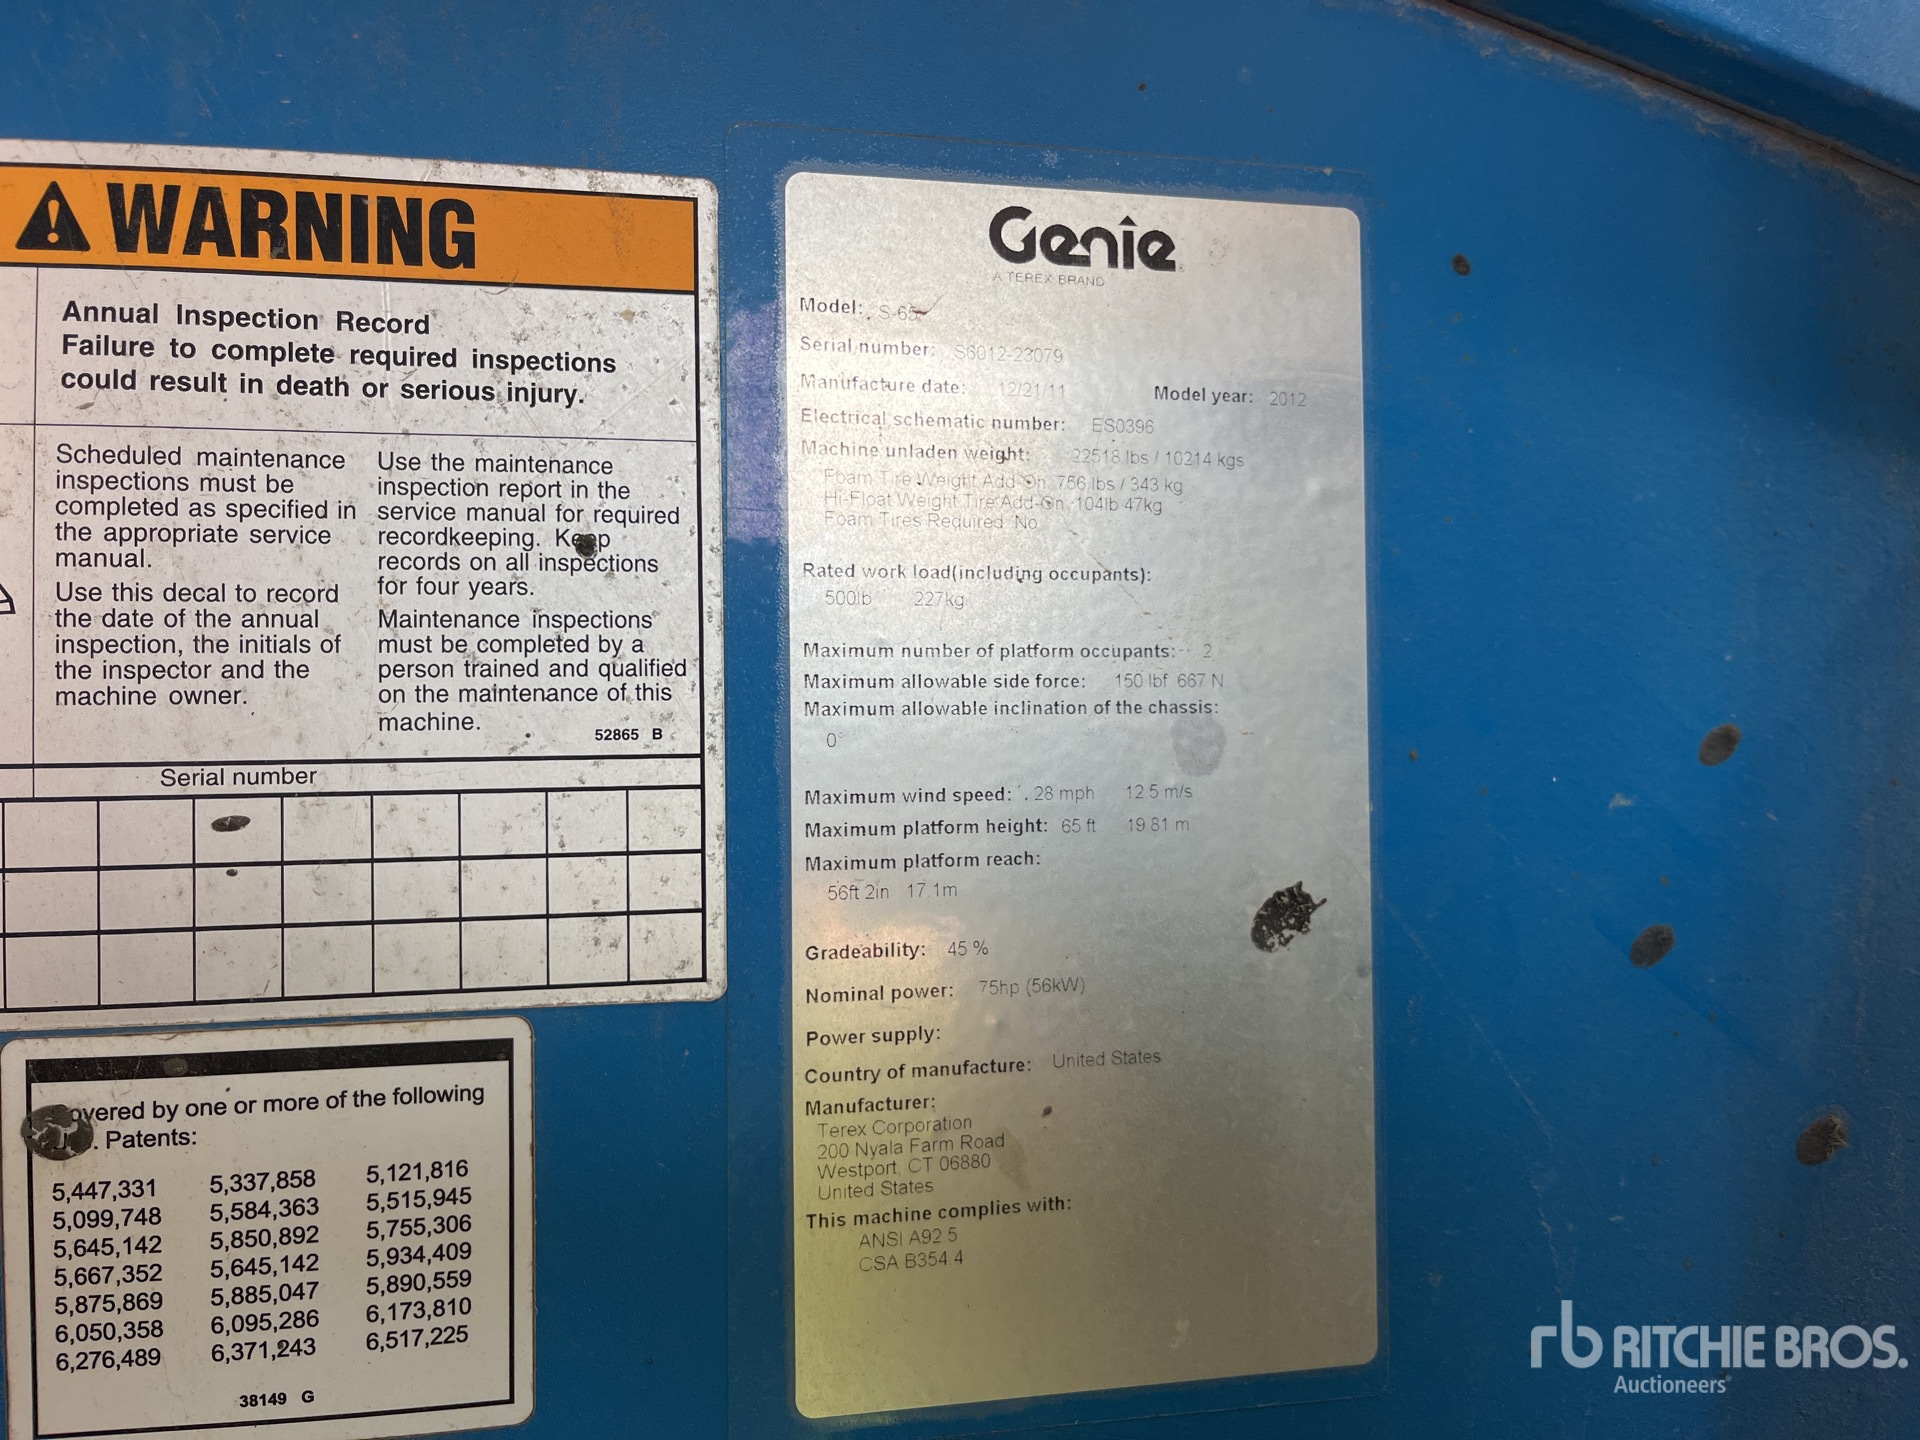 WARNING
Annual Inspection Record
Failure to complete required inspections
could result in death or serious injury.
Scheduled maintenance
inspections must be
completed as specified in
the appropriate service
manual.
Use this decal to record
the date of the annual
inspection, the initials of
the inspector and the
machine owner.
Use the maintenance
inspection report in the
service manual for required
recordkeeping. Keep
records on all inspections
for four years.
Maintenance inspections
must be completed by a
person trained and qualified
on the maintenance of this
machine.
52865 B
Serial number
overed by one or more of the following
Patents:
5,447,331 5,337,858 5,121,816
5,099,748 5,584,363 5,515,945
5,645,142 5,850,892 5,755,306
5,667,352 5,645,142 5,934,409
5,875,869 5,885,047 5,890,559
6,050,358 6,095,286 6,173,810
6,276,489 6,371,243 6,517,225
38149 G
Genie
A TEREX BRAND
Model: S-65
Serial number: S6012-23079
Manufacture date: 12/21/11 Model year: 2012
Electrical schematic number: ES0396
Machine unladen weight: 22518 lbs / 10214 kgs
Foam Tire Weight Add-On 756 lbs / 343 kg
Hi-Float Weight Tire Add-On 104lb 47kg
Foam Tires Required No
Rated work load(including occupants):
500lb 227kg
Maximum number of platform occupants: 2
Maximum allowable side force: 150 lbf 667 N
Maximum allowable inclination of the chassis:
0°
Maximum wind speed: 28 mph 12.5 m/s
Maximum platform height: 65 ft 19.81 m
Maximum platform reach:
56ft 2in 17.1m
Gradeability: 45 %
Nominal power: 75hp (56kW)
Power supply:
Country of manufacture: United States
Manufacturer:
Terex Corporation
200 Nyala Farm Road
Westport, CT 06880
United States
This machine complies with:
ANSI A92.5
CSA B354.4
rb RITCHIE BROS.
Auctioneers